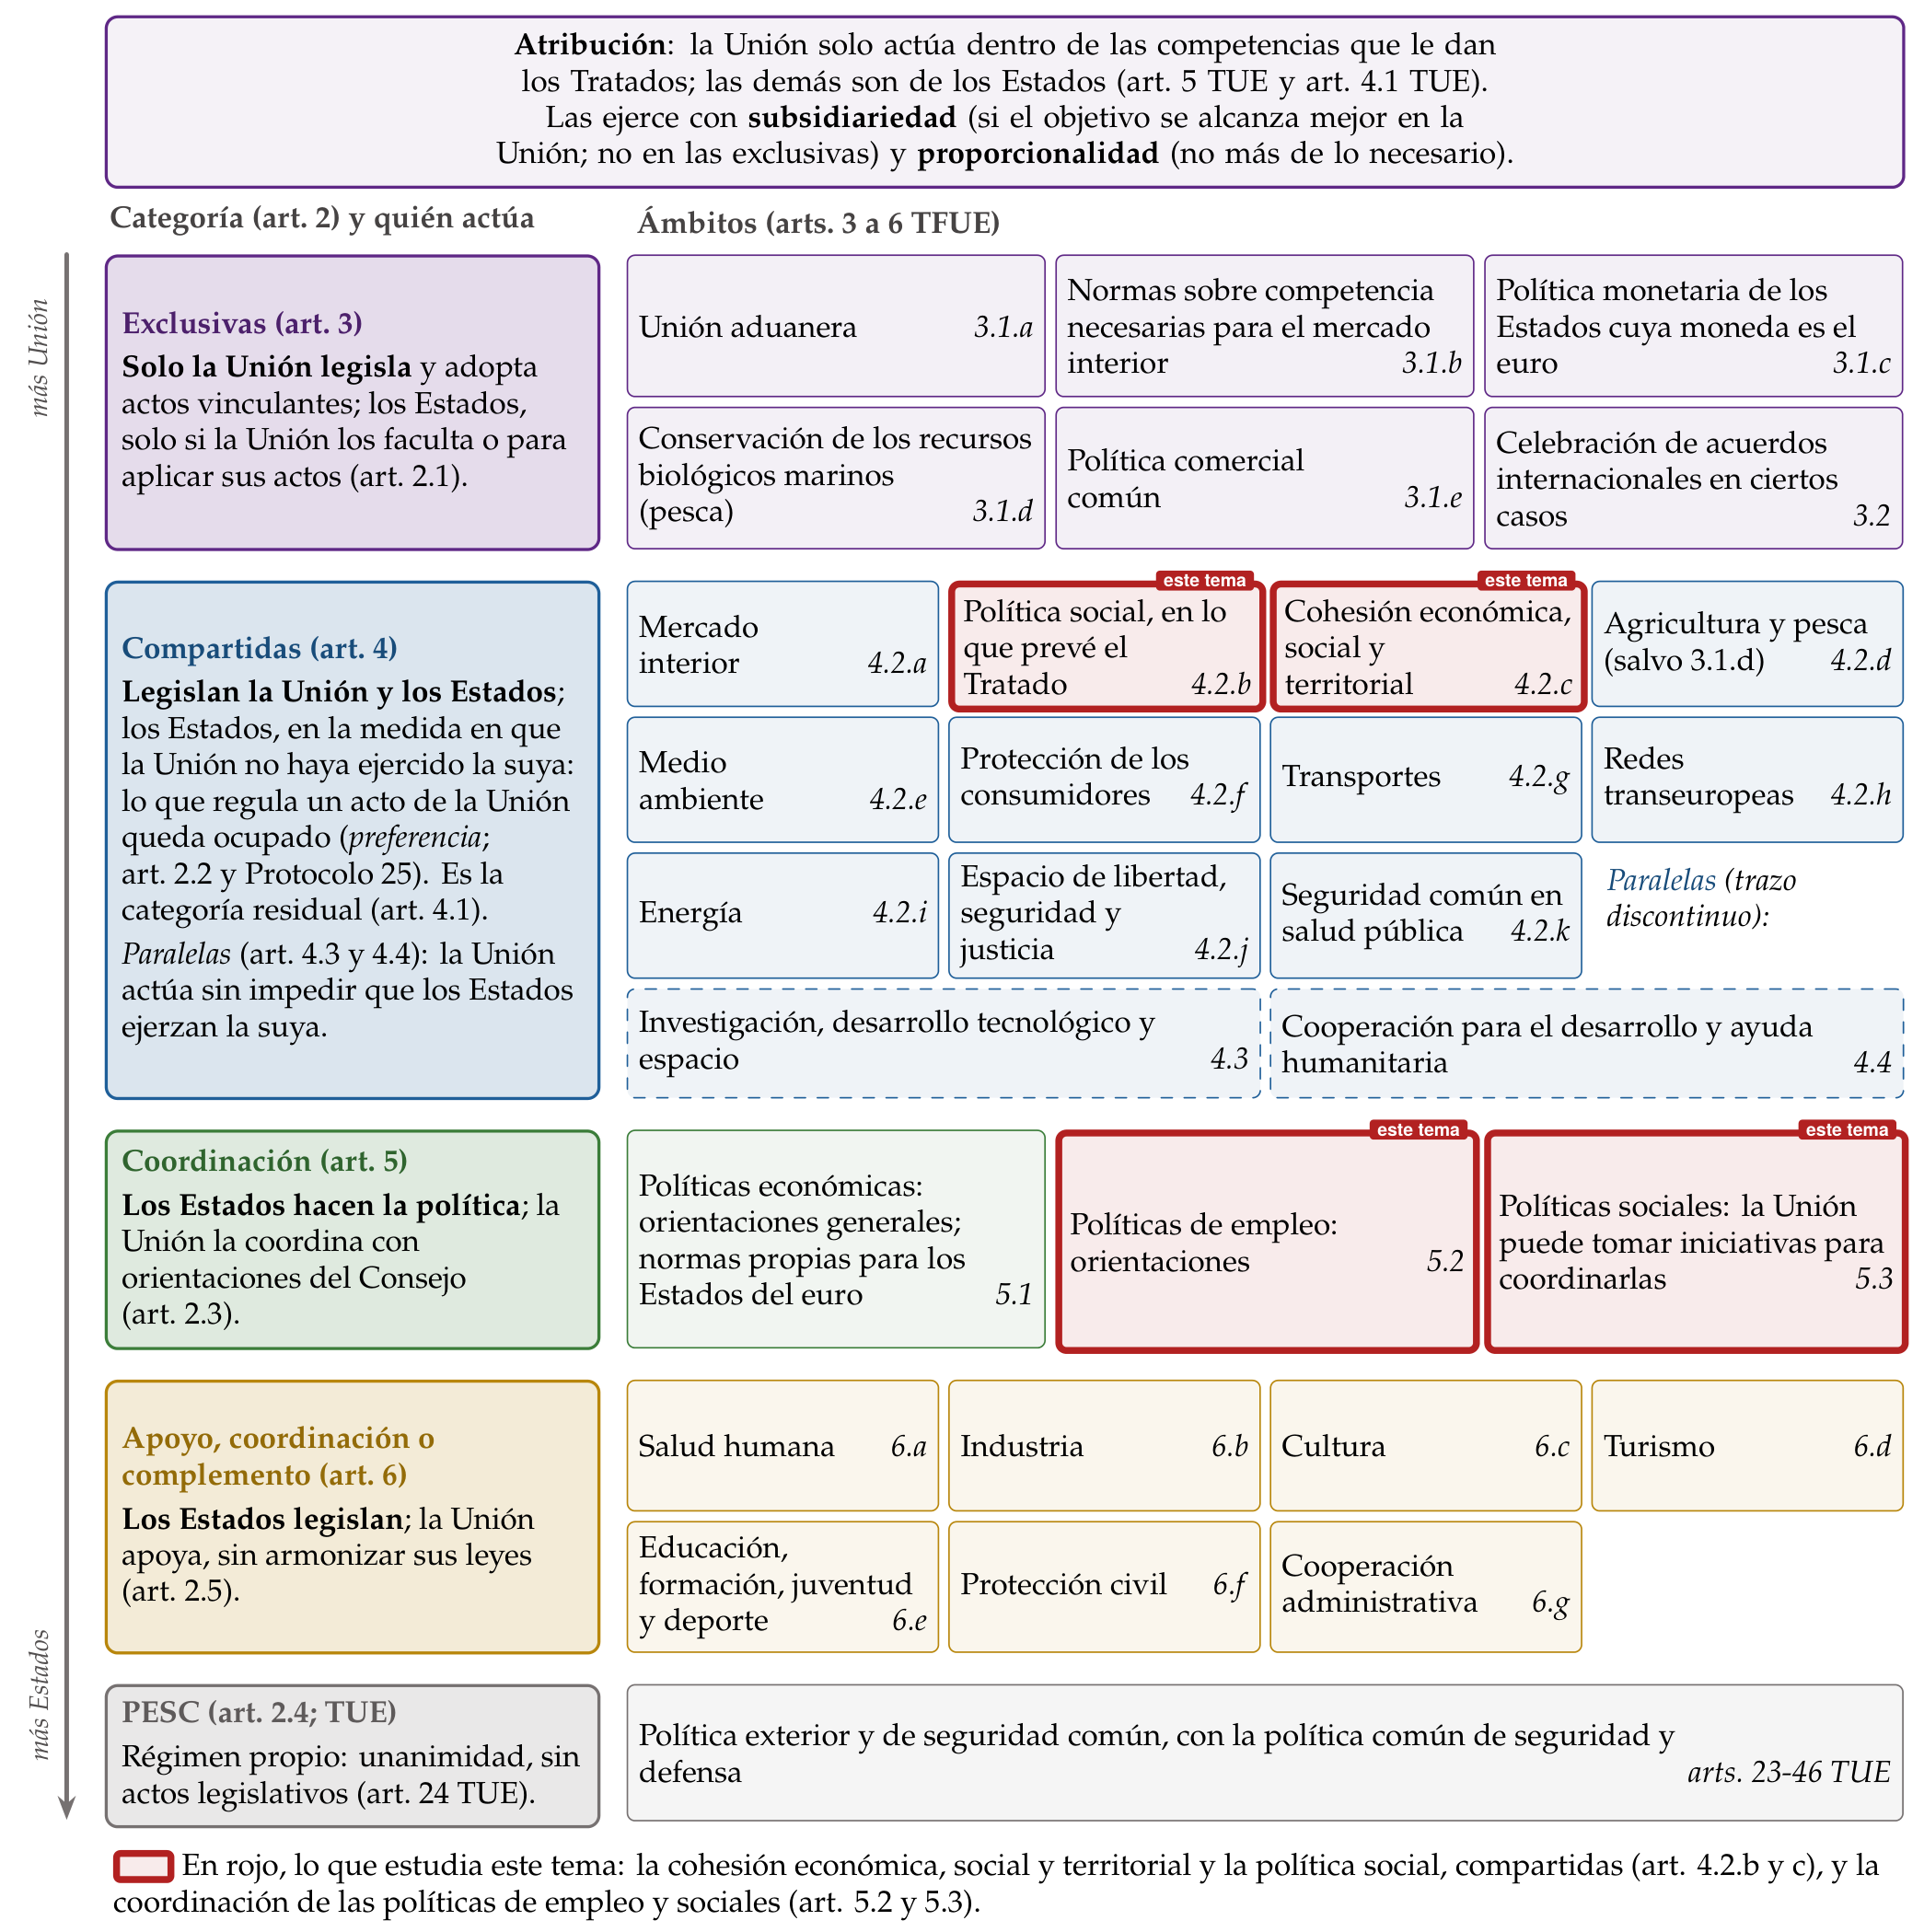 Atribución: la Unión solo actúa dentro de las competencias que le dan
los Tratados; las demás son de los Estados (art. 5 TUE y art. 4.1 TUE).
Las ejerce con subsidiariedad (si el objetivo se alcanza mejor en la
Unión; no en las exclusivas) y proporcionalidad (no más de lo necesario).
Categoría (art. 2) y quién actúa
Ámbitos (arts. 3 a 6 TFUE)
más Unión
Exclusivas (art. 3)
Solo la Unión legisla y adopta
actos vinculantes; los Estados,
solo si la Unión los faculta o para
aplicar sus actos (art. 2.1).
Unión aduanera 3.1.a
Normas sobre competencia
necesarias para el mercado
interior 3.1.b
Política monetaria de los
Estados cuya moneda es el
euro 3.1.c
Conservación de los recursos
biológicos marinos
(pesca) 3.1.d
Política comercial
común 3.1.e
Celebración de acuerdos
internacionales en ciertos
casos 3.2
Compartidas (art. 4)
Legislan la Unión y los Estados;
los Estados, en la medida en que
la Unión no haya ejercido la suya:
lo que regula un acto de la Unión
queda ocupado (preferencia;
art. 2.2 y Protocolo 25). Es la
categoría residual (art. 4.1).
Paralelas (art. 4.3 y 4.4): la Unión
actúa sin impedir que los Estados
ejerzan la suya.
Mercado
interior 4.2.a
este tema
Política social, en lo
que prevé el
Tratado 4.2.b
este tema
Cohesión económica,
social y
territorial 4.2.c
Agricultura y pesca
(salvo 3.1.d) 4.2.d
Medio
ambiente 4.2.e
Protección de los
consumidores 4.2.f
Transportes 4.2.g
Redes
transeuropeas 4.2.h
Energía 4.2.i
Espacio de libertad,
seguridad y
justicia 4.2.j
Seguridad común en
salud pública 4.2.k
Paralelas (trazo
discontinuo):
Investigación, desarrollo tecnológico y
espacio 4.3
Cooperación para el desarrollo y ayuda
humanitaria 4.4
Coordinación (art. 5)
Los Estados hacen la política; la
Unión la coordina con
orientaciones del Consejo
(art. 2.3).
Políticas económicas:
orientaciones generales;
normas propias para los
Estados del euro 5.1
este tema
Políticas de empleo:
orientaciones 5.2
este tema
Políticas sociales: la Unión
puede tomar iniciativas para
coordinarlas 5.3
Apoyo, coordinación o
complemento (art. 6)
Los Estados legislan; la Unión
apoya, sin armonizar sus leyes
(art. 2.5).
Salud humana 6.a
Industria 6.b
Cultura 6.c
Turismo 6.d
Educación,
formación, juventud
y deporte 6.e
Protección civil 6.f
Cooperación
administrativa 6.g
más Estados
PESC (art. 2.4; TUE)
Régimen propio: unanimidad, sin
actos legislativos (art. 24 TUE).
Política exterior y de seguridad común, con la política común de seguridad y
defensa arts. 23-46 TUE
En rojo, lo que estudia este tema: la cohesión económica, social y territorial y la política social, compartidas (art. 4.2.b y c), y la
coordinación de las políticas de empleo y sociales (art. 5.2 y 5.3).